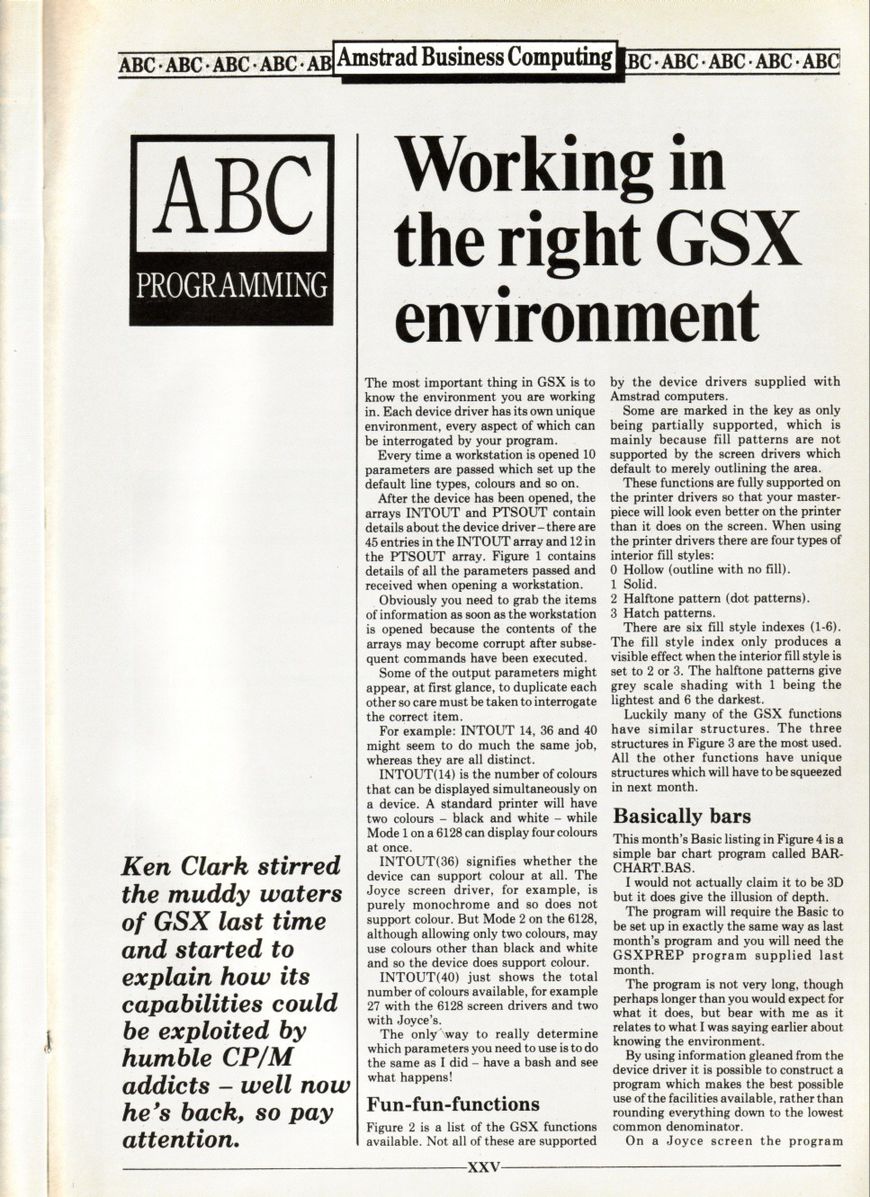 ABC · ABC · ABC · ABC · AB Amstrad Business Computing BC · ABC · ABC · ABC · ABC
ABC
PROGRAMMING
Working in
the right GSX
environment
Ken Clark stirred
the muddy waters
of GSX last time
and started to
explain how its
capabilities could
be exploited by
humble CP/M
addicts – well now
he's back, so pay
attention.
The most important thing in GSX is to
know the environment you are working
in. Each device driver has its own unique
environment, every aspect of which can
be interrogated by your program.
Every time a workstation is opened 10
parameters are passed which set up the
default line types, colours and so on.
After the device has been opened, the
arrays INTOUT and PTSOUT contain
details about the device driver – there are
45 entries in the INTOUT array and 12 in
the PTSOUT array. Figure 1 contains
details of all the parameters passed and
received when opening a workstation.
Obviously you need to grab the items
of information as soon as the workstation
is opened because the contents of the
arrays may become corrupt after subse-
quent commands have been executed.
Some of the output parameters might
appear, at first glance, to duplicate each
other so care must be taken to interrogate
the correct item.
For example: INTOUT 14, 36 and 40
might seem to do much the same job,
whereas they are all distinct.
INTOUT(14) is the number of colours
that can be displayed simultaneously on
a device. A standard printer will have
two colours – black and white – while
Mode 1 on a 6128 can display four colours
at once.
INTOUT(36) signifies whether the
device can support colour at all. The
Joyce screen driver, for example, is
purely monochrome and so does not
support colour. But Mode 2 on the 6128,
although allowing only two colours, may
use colours other than black and white
and so the device does support colour.
INTOUT(40) just shows the total
number of colours available, for example
27 with the 6128 screen drivers and two
with Joyce's.
The only way to really determine
which parameters you need to use is to do
the same as I did – have a bash and see
what happens!
Fun-fun-functions
Figure 2 is a list of the GSX functions
available. Not all of these are supported
by the device drivers supplied with
Amstrad computers.
Some are marked in the key as only
being partially supported, which is
mainly because fill patterns are not
supported by the screen drivers which
default to merely outlining the area.
These functions are fully supported on
the printer drivers so that your master-
piece will look even better on the printer
than it does on the screen. When using
the printer drivers there are four types of
interior fill styles:
0 Hollow (outline with no fill).
1 Solid.
2 Halftone pattern (dot patterns).
3 Hatch patterns.
There are six fill style indexes (1-6).
The fill style index only produces a
visible effect when the interior fill style is
set to 2 or 3. The halftone patterns give
grey scale shading with 1 being the
lightest and 6 the darkest.
Luckily many of the GSX functions
have similar structures. The three
structures in Figure 3 are the most used.
All the other functions have unique
structures which will have to be squeezed
in next month.
Basically bars
This month's Basic listing in Figure 4 is a
simple bar chart program called BAR-
CHART.BAS.
I would not actually claim it to be 3D
but it does give the illusion of depth.
The program will require the Basic to
be set up in exactly the same way as last
month's program and you will need the
GSXPREP program supplied last
month.
The program is not very long, though
perhaps longer than you would expect for
what it does, but bear with me as it
relates to what I was saying earlier about
knowing the environment.
By using information gleaned from the
device driver it is possible to construct a
program which makes the best possible
use of the facilities available, rather than
rounding everything down to the lowest
common denominator.
On a Joyce screen the program
XXV